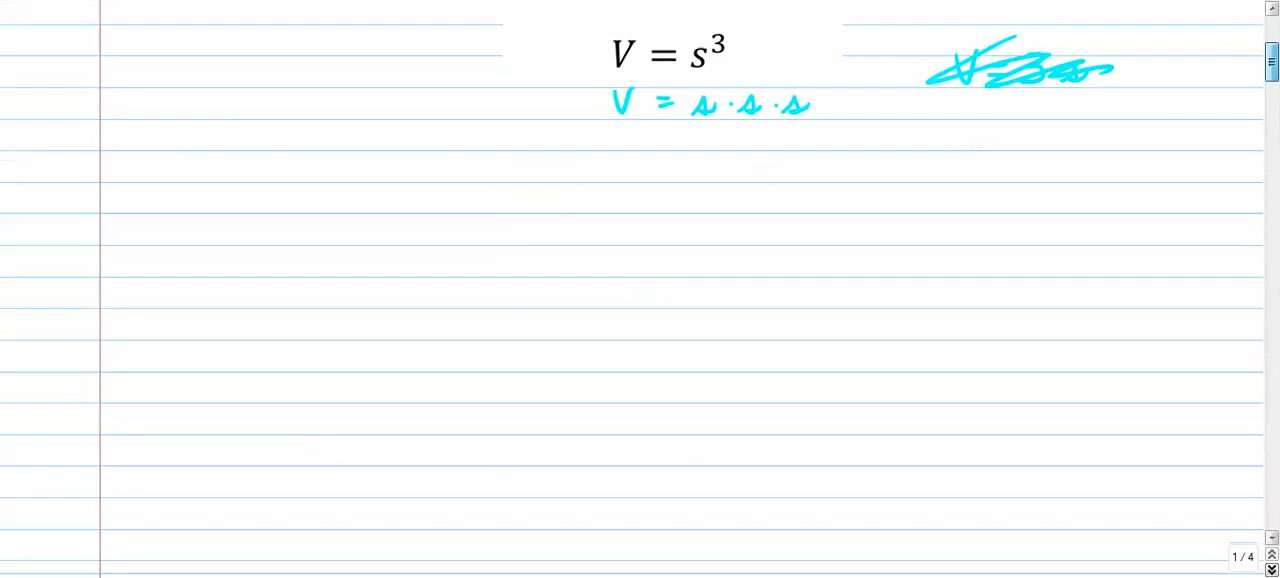 V = s³
V = s · s · s
1 / 4